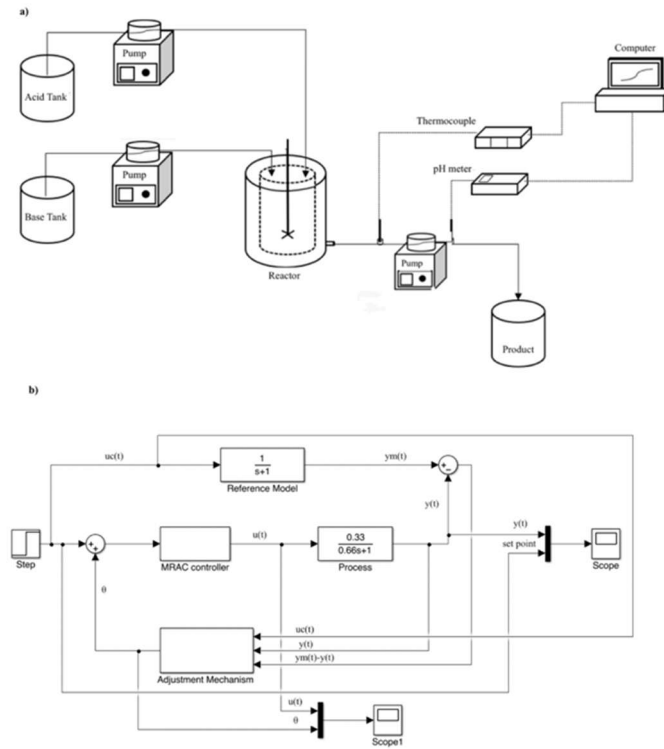 a)
Computer
Pump
Acid Tank
Thermocouple
Pump
pH meter
Base Tank
Pump
Reactor
Product
b)
uc(t)
1
s+1
ym(t)
+
-
Reference Model
y(t)
y(t)
Step
+
+
MRAC controller
u(t)
0.33
0.66s+1
Process
set point
Scope
θ
uc(t)
y(t)
ym(t)-y(t)
Adjustment Mechanism
u(t)
θ
Scope1